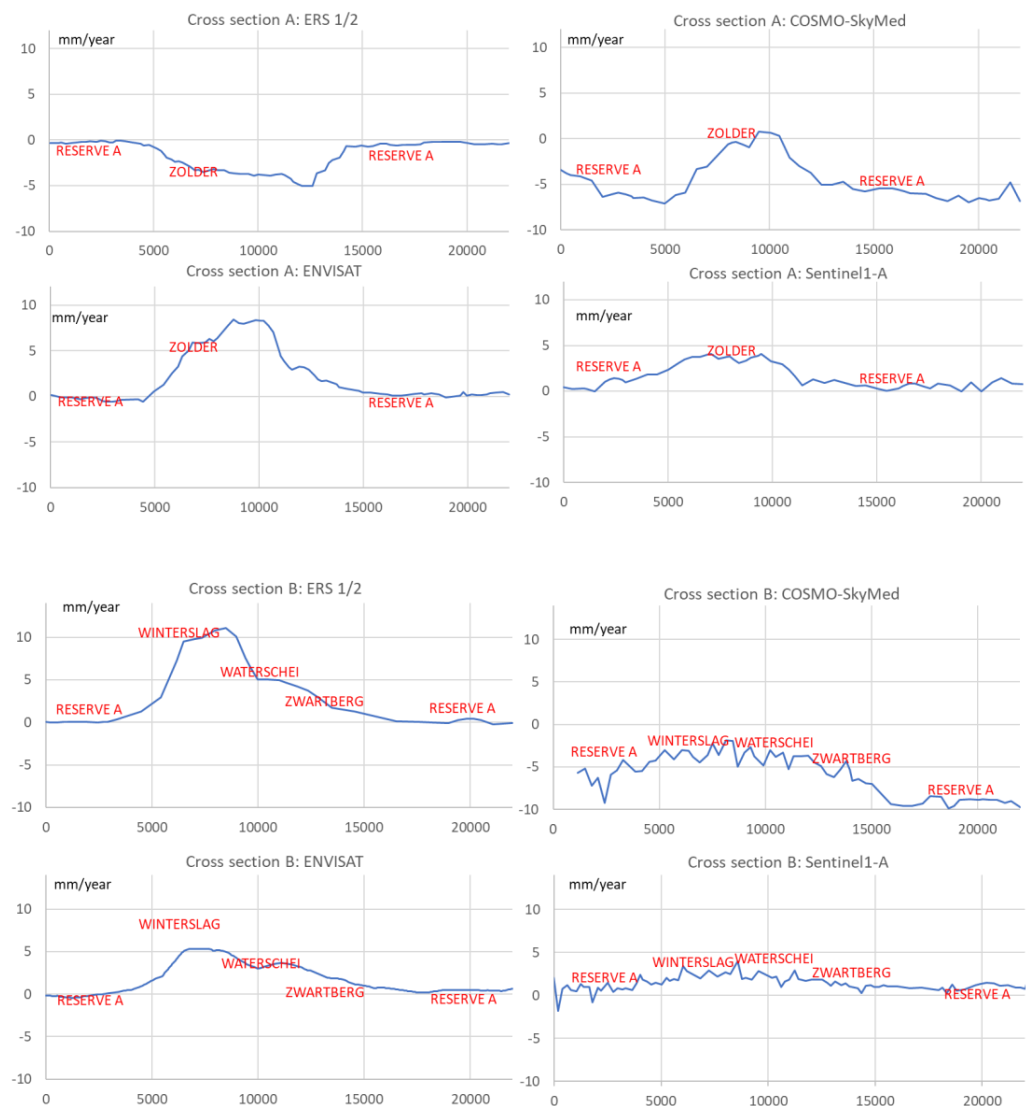 Cross section A: ERS 1/2
mm/year
10
5
0
RESERVE A
ZOLDER
RESERVE A
-5
-10
0 5000 10000 15000 20000
Cross section A: COSMO-SkyMed
mm/year
10
5
0
ZOLDER
RESERVE A
RESERVE A
-5
-10
0 5000 10000 15000 20000
Cross section A: ENVISAT
mm/year
10
5
ZOLDER
0
RESERVE A
RESERVE A
-5
-10
0 5000 10000 15000 20000
Cross section A: Sentinel1-A
mm/year
10
5
ZOLDER
RESERVE A
RESERVE A
0
-5
-10
0 5000 10000 15000 20000
Cross section B: ERS 1/2
mm/year
10
WINTERSLAG
5
WATERSCHEI
ZWARTBERG
RESERVE A
RESERVE A
0
-5
-10
0 5000 10000 15000 20000
Cross section B: COSMO-SkyMed
mm/year
10
5
0
WINTERSLAG
WATERSCHEI
RESERVE A
ZWARTBERG
-5
RESERVE A
-10
0 5000 10000 15000 20000
Cross section B: ENVISAT
mm/year
10
WINTERSLAG
5
WATERSCHEI
ZWARTBERG
0
RESERVE A
RESERVE A
-5
-10
0 5000 10000 15000 20000
Cross section B: Sentinel1-A
mm/year
10
5
WINTERSLAG
WATERSCHEI
RESERVE A
ZWARTBERG
0
RESERVE A
-5
-10
0 5000 10000 15000 20000